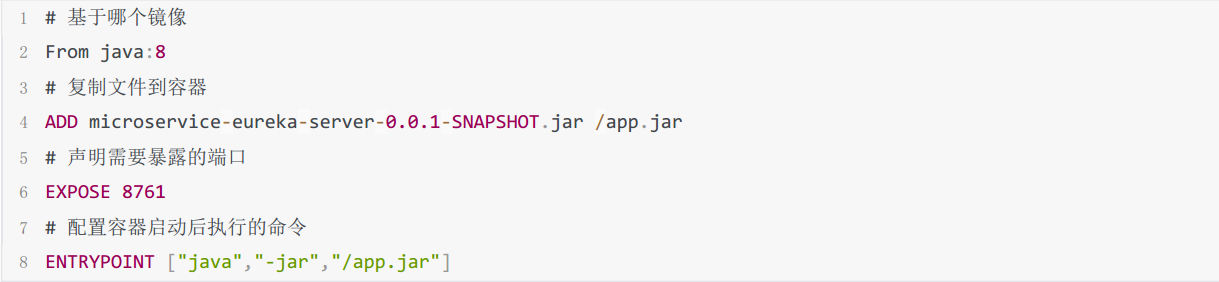 1 # 基于哪个镜像
2 From java:8
3 # 复制文件到容器
4 ADD microservice-eureka-server-0.0.1-SNAPSHOT.jar /app.jar
5 # 声明需要暴露的端口
6 EXPOSE 8761
7 # 配置容器启动后执行的命令
8 ENTRYPOINT ["java","-jar","/app.jar"]